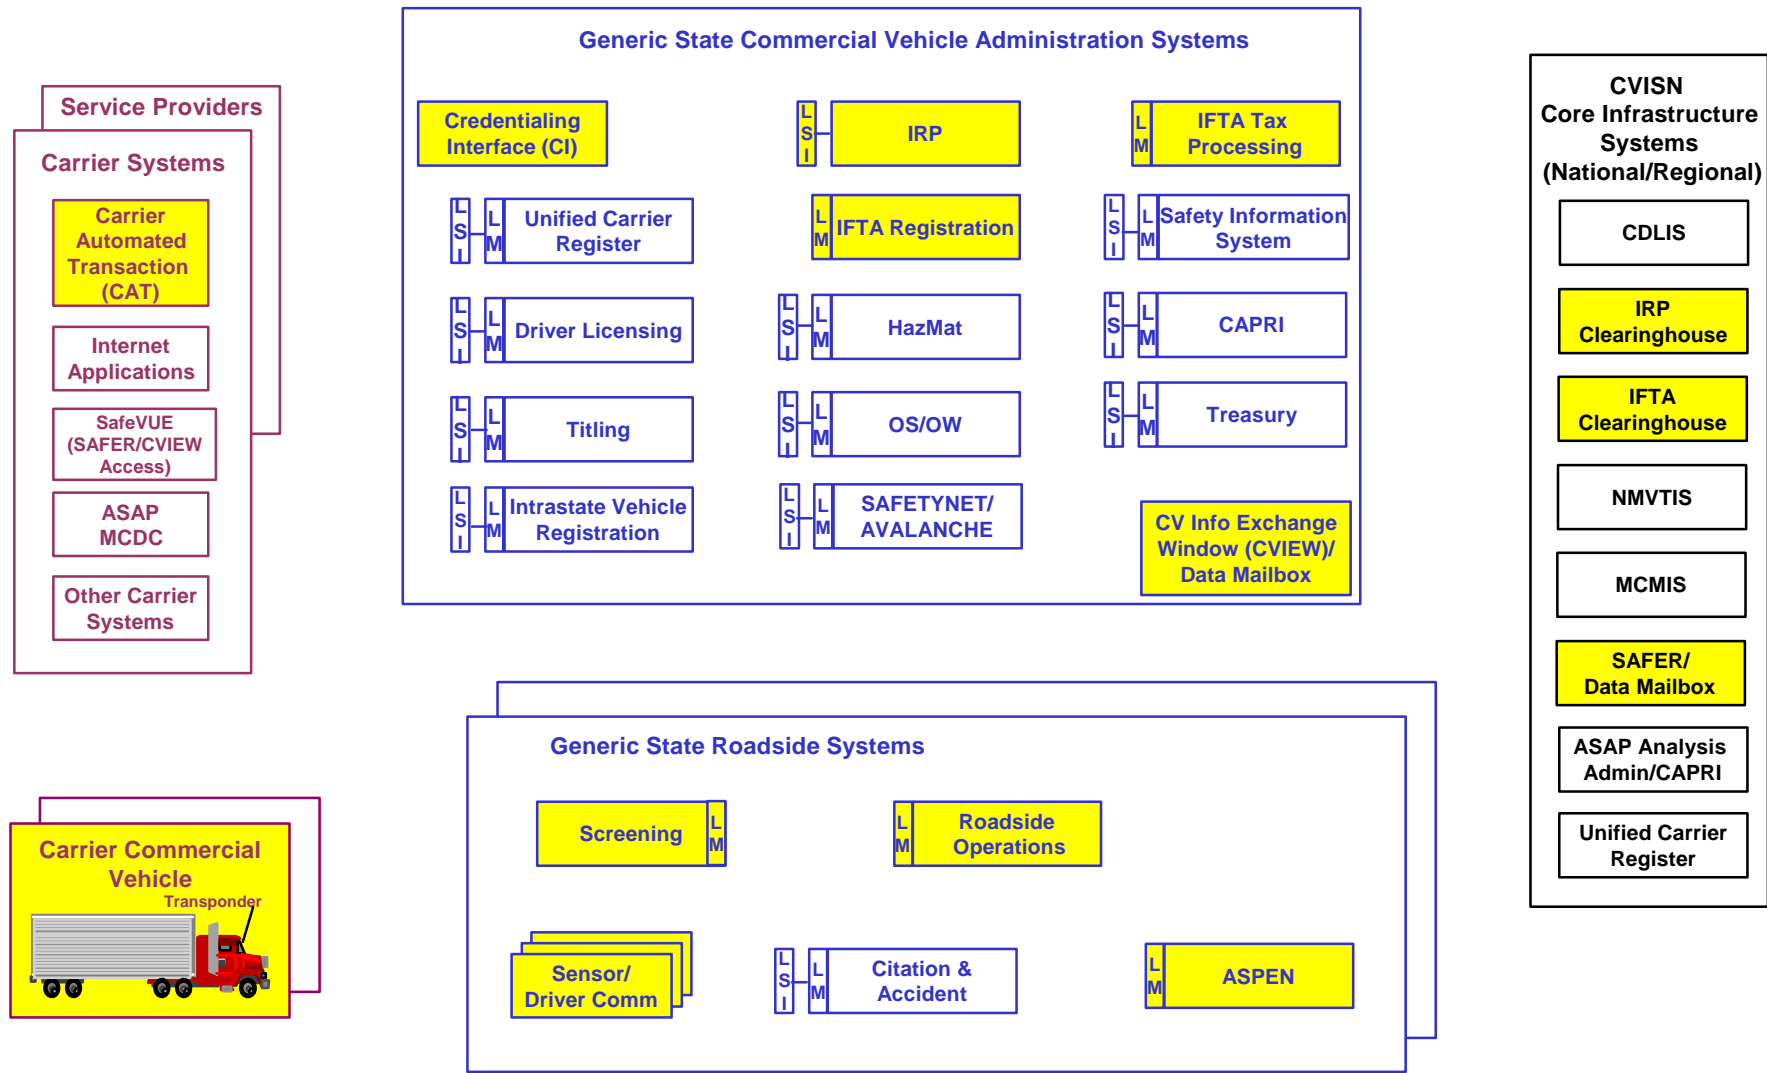 Generic State Commercial Vehicle Administration Systems
Service Providers
Carrier Systems
Carrier
Automated
Transaction
(CAT)
Internet
Applications
SafeVUE
(SAFER/CVIEW
Access)
ASAP
MCDC
Other Carrier
Systems
Credentialing
Interface (CI)
L
S
I
IRP
L
M
IFTA Tax
Processing
L
S
I
L
M
Unified Carrier
Register
L
M
IFTA Registration
L
S
I
L
M
Safety Information
System
L
S
I
L
M
Driver Licensing
L
S
I
L
M
HazMat
L
S
I
L
M
CAPRI
L
S
I
L
M
Titling
L
S
I
L
M
OS/OW
L
S
I
L
M
Treasury
L
S
I
L
M
Intrastate Vehicle
Registration
L
S
I
L
M
SAFETYNET/
AVALANCHE
CV Info Exchange
Window (CVIEW)/
Data Mailbox
CVISN
Core Infrastructure
Systems
(National/Regional)
CDLIS
IRP
Clearinghouse
IFTA
Clearinghouse
NMVTIS
MCMIS
SAFER/
Data Mailbox
ASAP Analysis
Admin/CAPRI
Unified Carrier
Register
Carrier Commercial
Vehicle
Transponder
Generic State Roadside Systems
Screening
L
M
L
M
Roadside
Operations
Sensor/
Driver Comm
L
S
I
L
M
Citation &
Accident
L
M
ASPEN